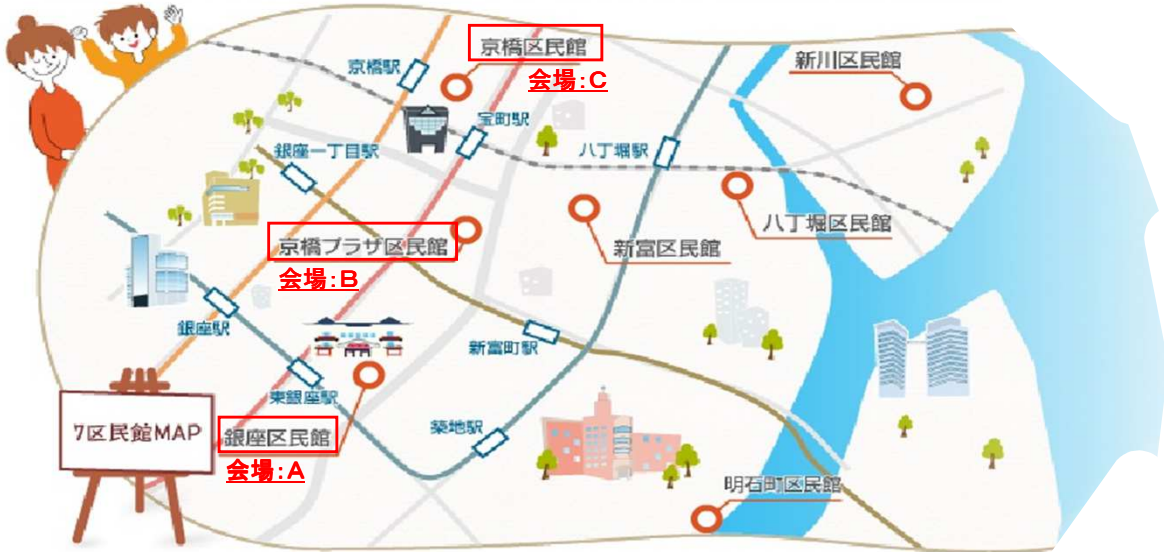 京橋区民館
会場:C
新川区民館
京橋駅
宝町駅
八丁堀駅
銀座一丁目駅
八丁堀区民館
京橋プラザ区民館
会場:B
新富区民館
銀座駅
新富町駅
東銀座駅
7区民館MAP
銀座区民館
会場:A
築地駅
明石町区民館